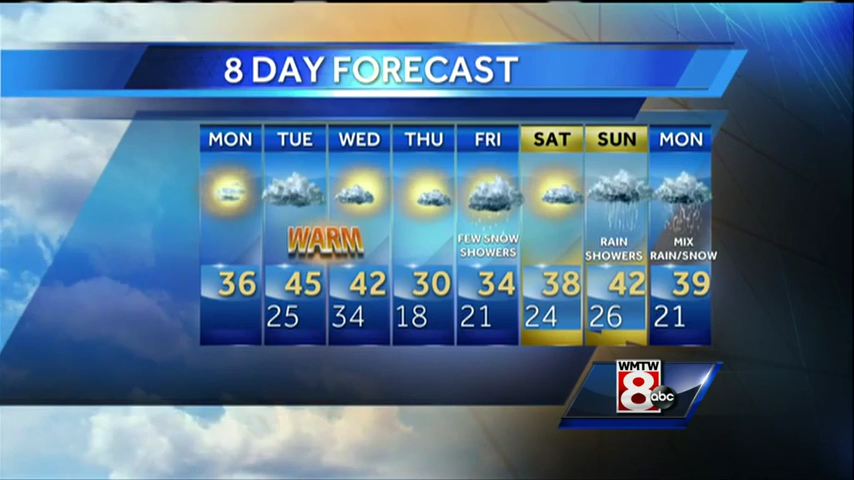 8 DAY FORECAST
MON TUE WED THU FRI SAT SUN MON
WARM
FEW SNOW SHOWERS
RAIN SHOWERS
MIX RAIN/SNOW
36 45 42 30 34 38 42 39
25 34 18 21 24 26 21
WMTW
8 abc